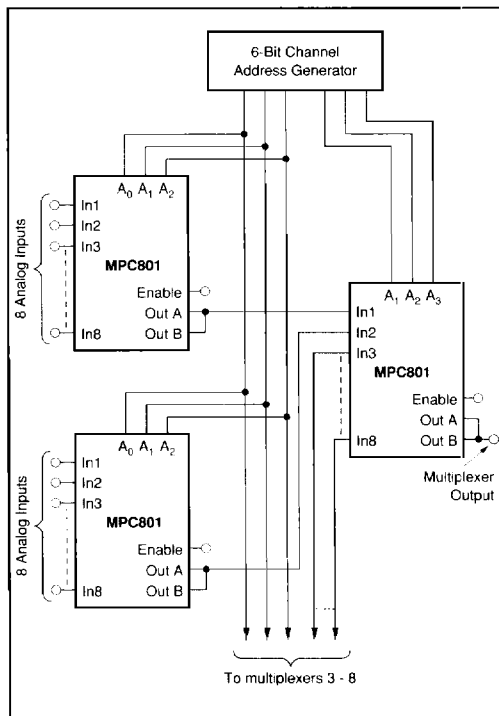 6-Bit Channel
Address Generator
A0 A1 A2
8 Analog Inputs
In1
In2
In3
MPC801
Enable
Out A
In8 Out B
A1 A2 A3
In1
In2
In3
MPC801
Enable
Out A
In8 Out B
Multiplexer
Output
A0 A1 A2
8 Analog Inputs
In1
In2
In3
MPC801
Enable
Out A
In8 Out B
To multiplexers 3 - 8